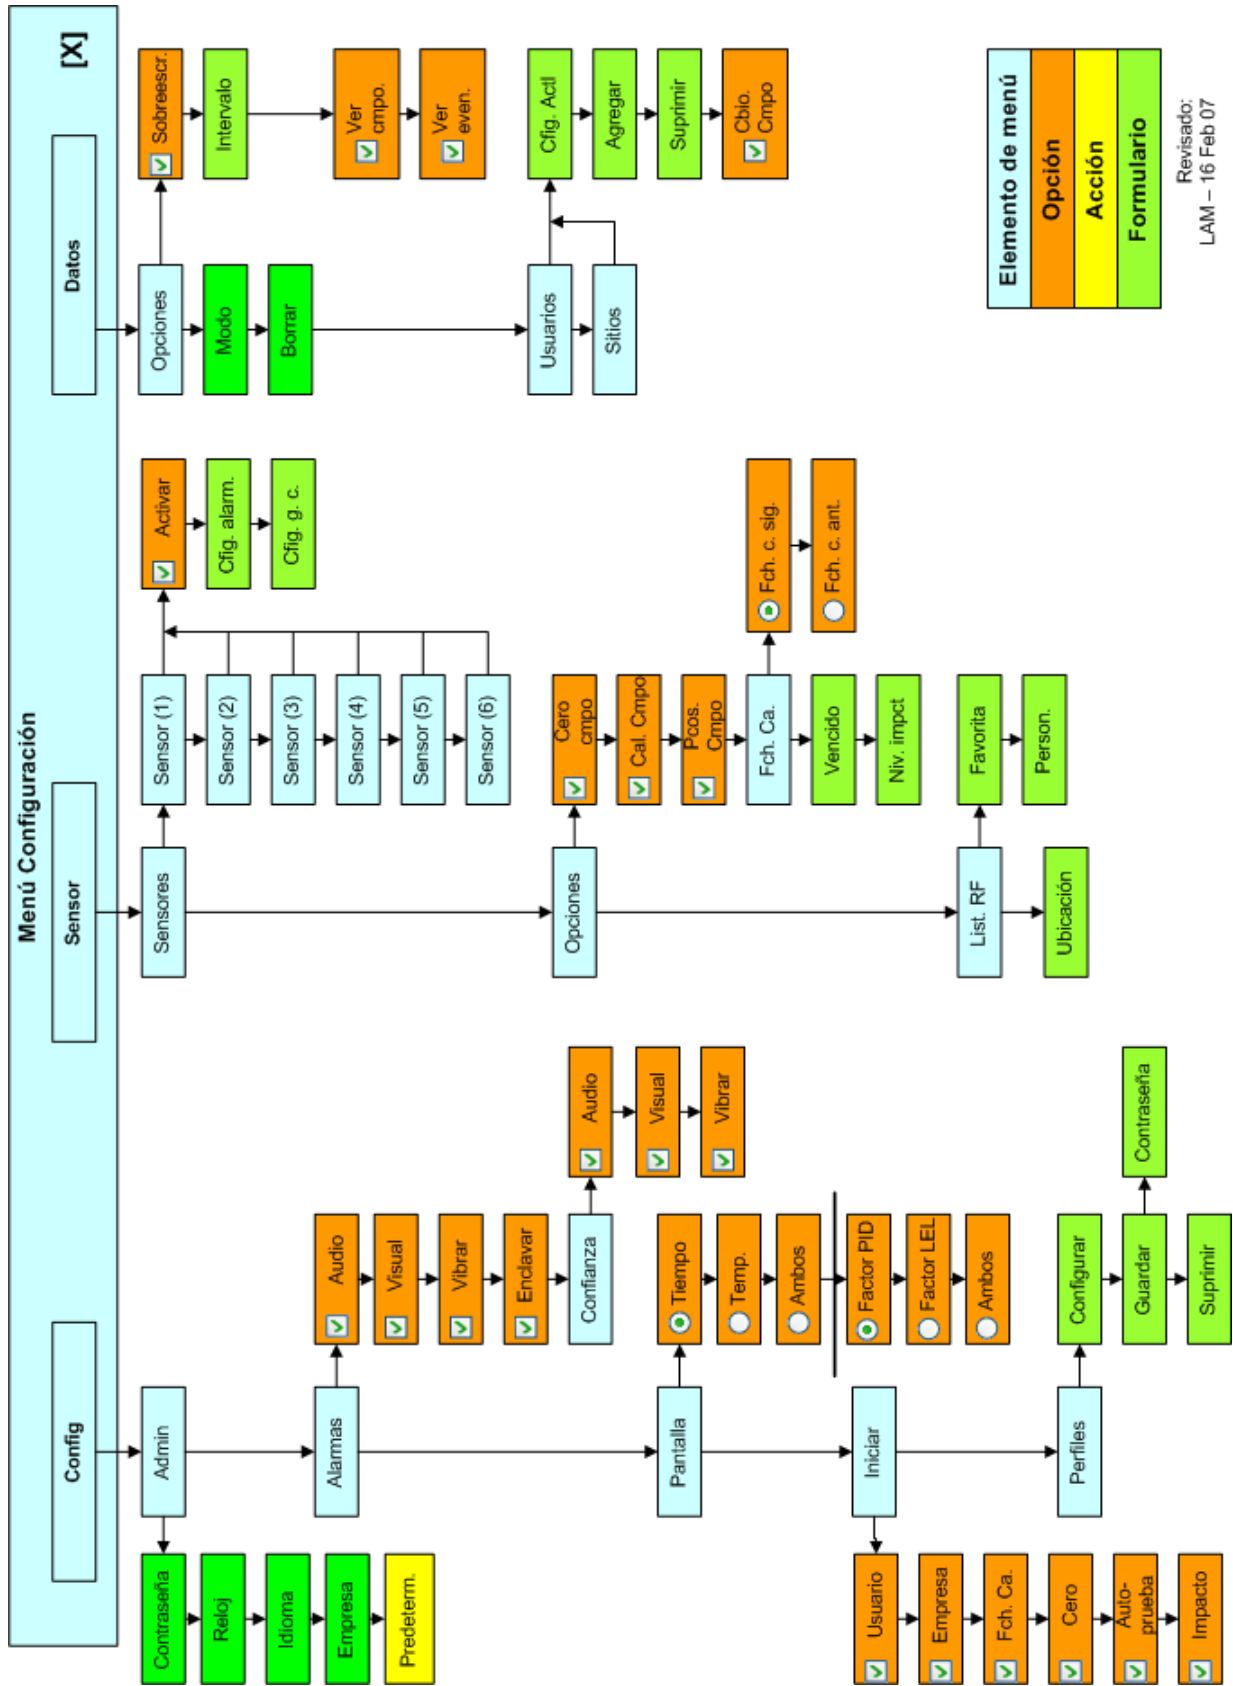 Menú Configuración
[X]
Config
Sensor
Datos
Contraseña
Reloj
Idioma
Empresa
Predeterm.
Admin
Alarmas
Audio
Visual
Vibrar
Enclavar
Confianza
Audio
Visual
Vibrar
Pantalla
Tiempo
Temp.
Ambos
Factor PID
Factor LEL
Ambos
Iniciar
Usuario
Empresa
Fch. Ca.
Cero
Auto-
prueba
Impacto
Perfiles
Configurar
Guardar
Suprimir
Contraseña
Sensores
Sensor (1)
Sensor (2)
Sensor (3)
Sensor (4)
Sensor (5)
Sensor (6)
Activar
Cfig. alarm.
Cfig. g. c.
Opciones
Cero
cmpo
Cal. Cmpo
Pcos.
Cmpo
Fch. Ca.
Vencido
Niv. impct
Fch. c. sig.
Fch. c. ant.
List. RF
Ubicación
Favorita
Person.
Opciones
Modo
Borrar
Sobreescr.
Intervalo
Ver
cmpo.
Ver
even.
Usuarios
Sitios
Cfig. Actl
Agregar
Suprimir
Cbio.
Cmpo
Elemento de menú
Opción
Acción
Formulario
Revisado:
LAM – 16 Feb 07